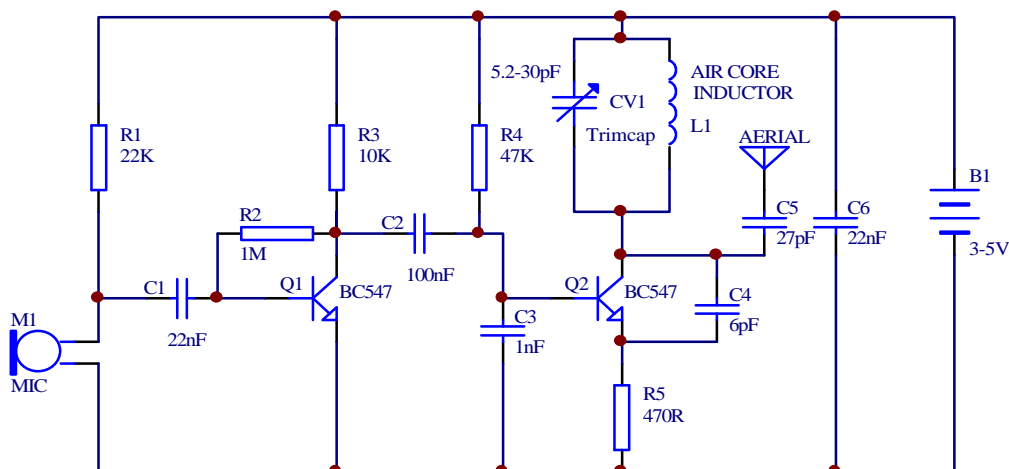 5.2-30pF
CV1
Trimcap
AIR CORE
INDUCTOR
L1
AERIAL
R1
22K
R3
10K
R4
47K
B1
3-5V
R2
1M
C2
100nF
C5
27pF
C6
22nF
C1
22nF
Q1
BC547
Q2
BC547
C4
6pF
C3
1nF
M1
MIC
R5
470R